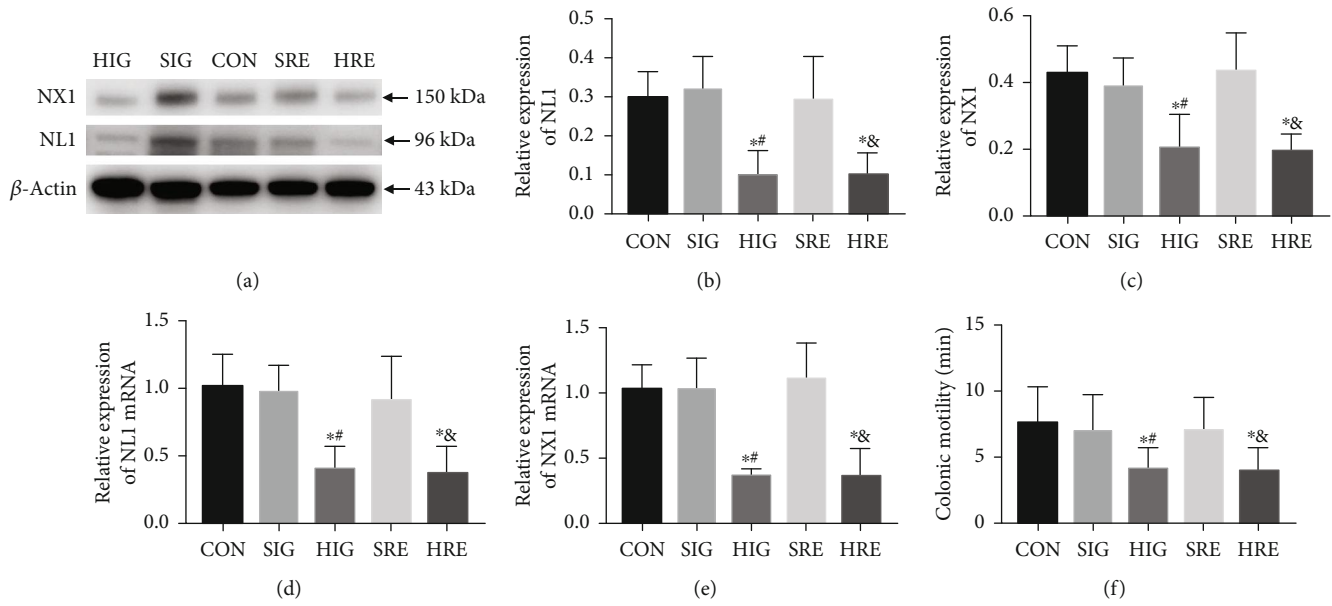 HIG SIG CON SRE HRE
NX1 150 kDa
NL1 96 kDa
β-Actin 43 kDa
(a)
Relative expression
of NL1
0.5
0.4
0.3
0.2
0.1
0.0
*#
*&
CON SIG HIG SRE HRE
(b)
Relative expression
of NX1
0.6
0.4
0.2
0.0
*#
*&
CON SIG HIG SRE HRE
(c)
Relative expression
of NL1 mRNA
1.5
1.0
0.5
0.0
*#
*&
CON SIG HIG SRE HRE
(d)
Relative expression
of NX1 mRNA
1.5
1.0
0.5
0.0
*#
*&
CON SIG HIG SRE HRE
(e)
Colonic motility (min)
15
10
5
0
*#
*&
CON SIG HIG SRE HRE
(f)